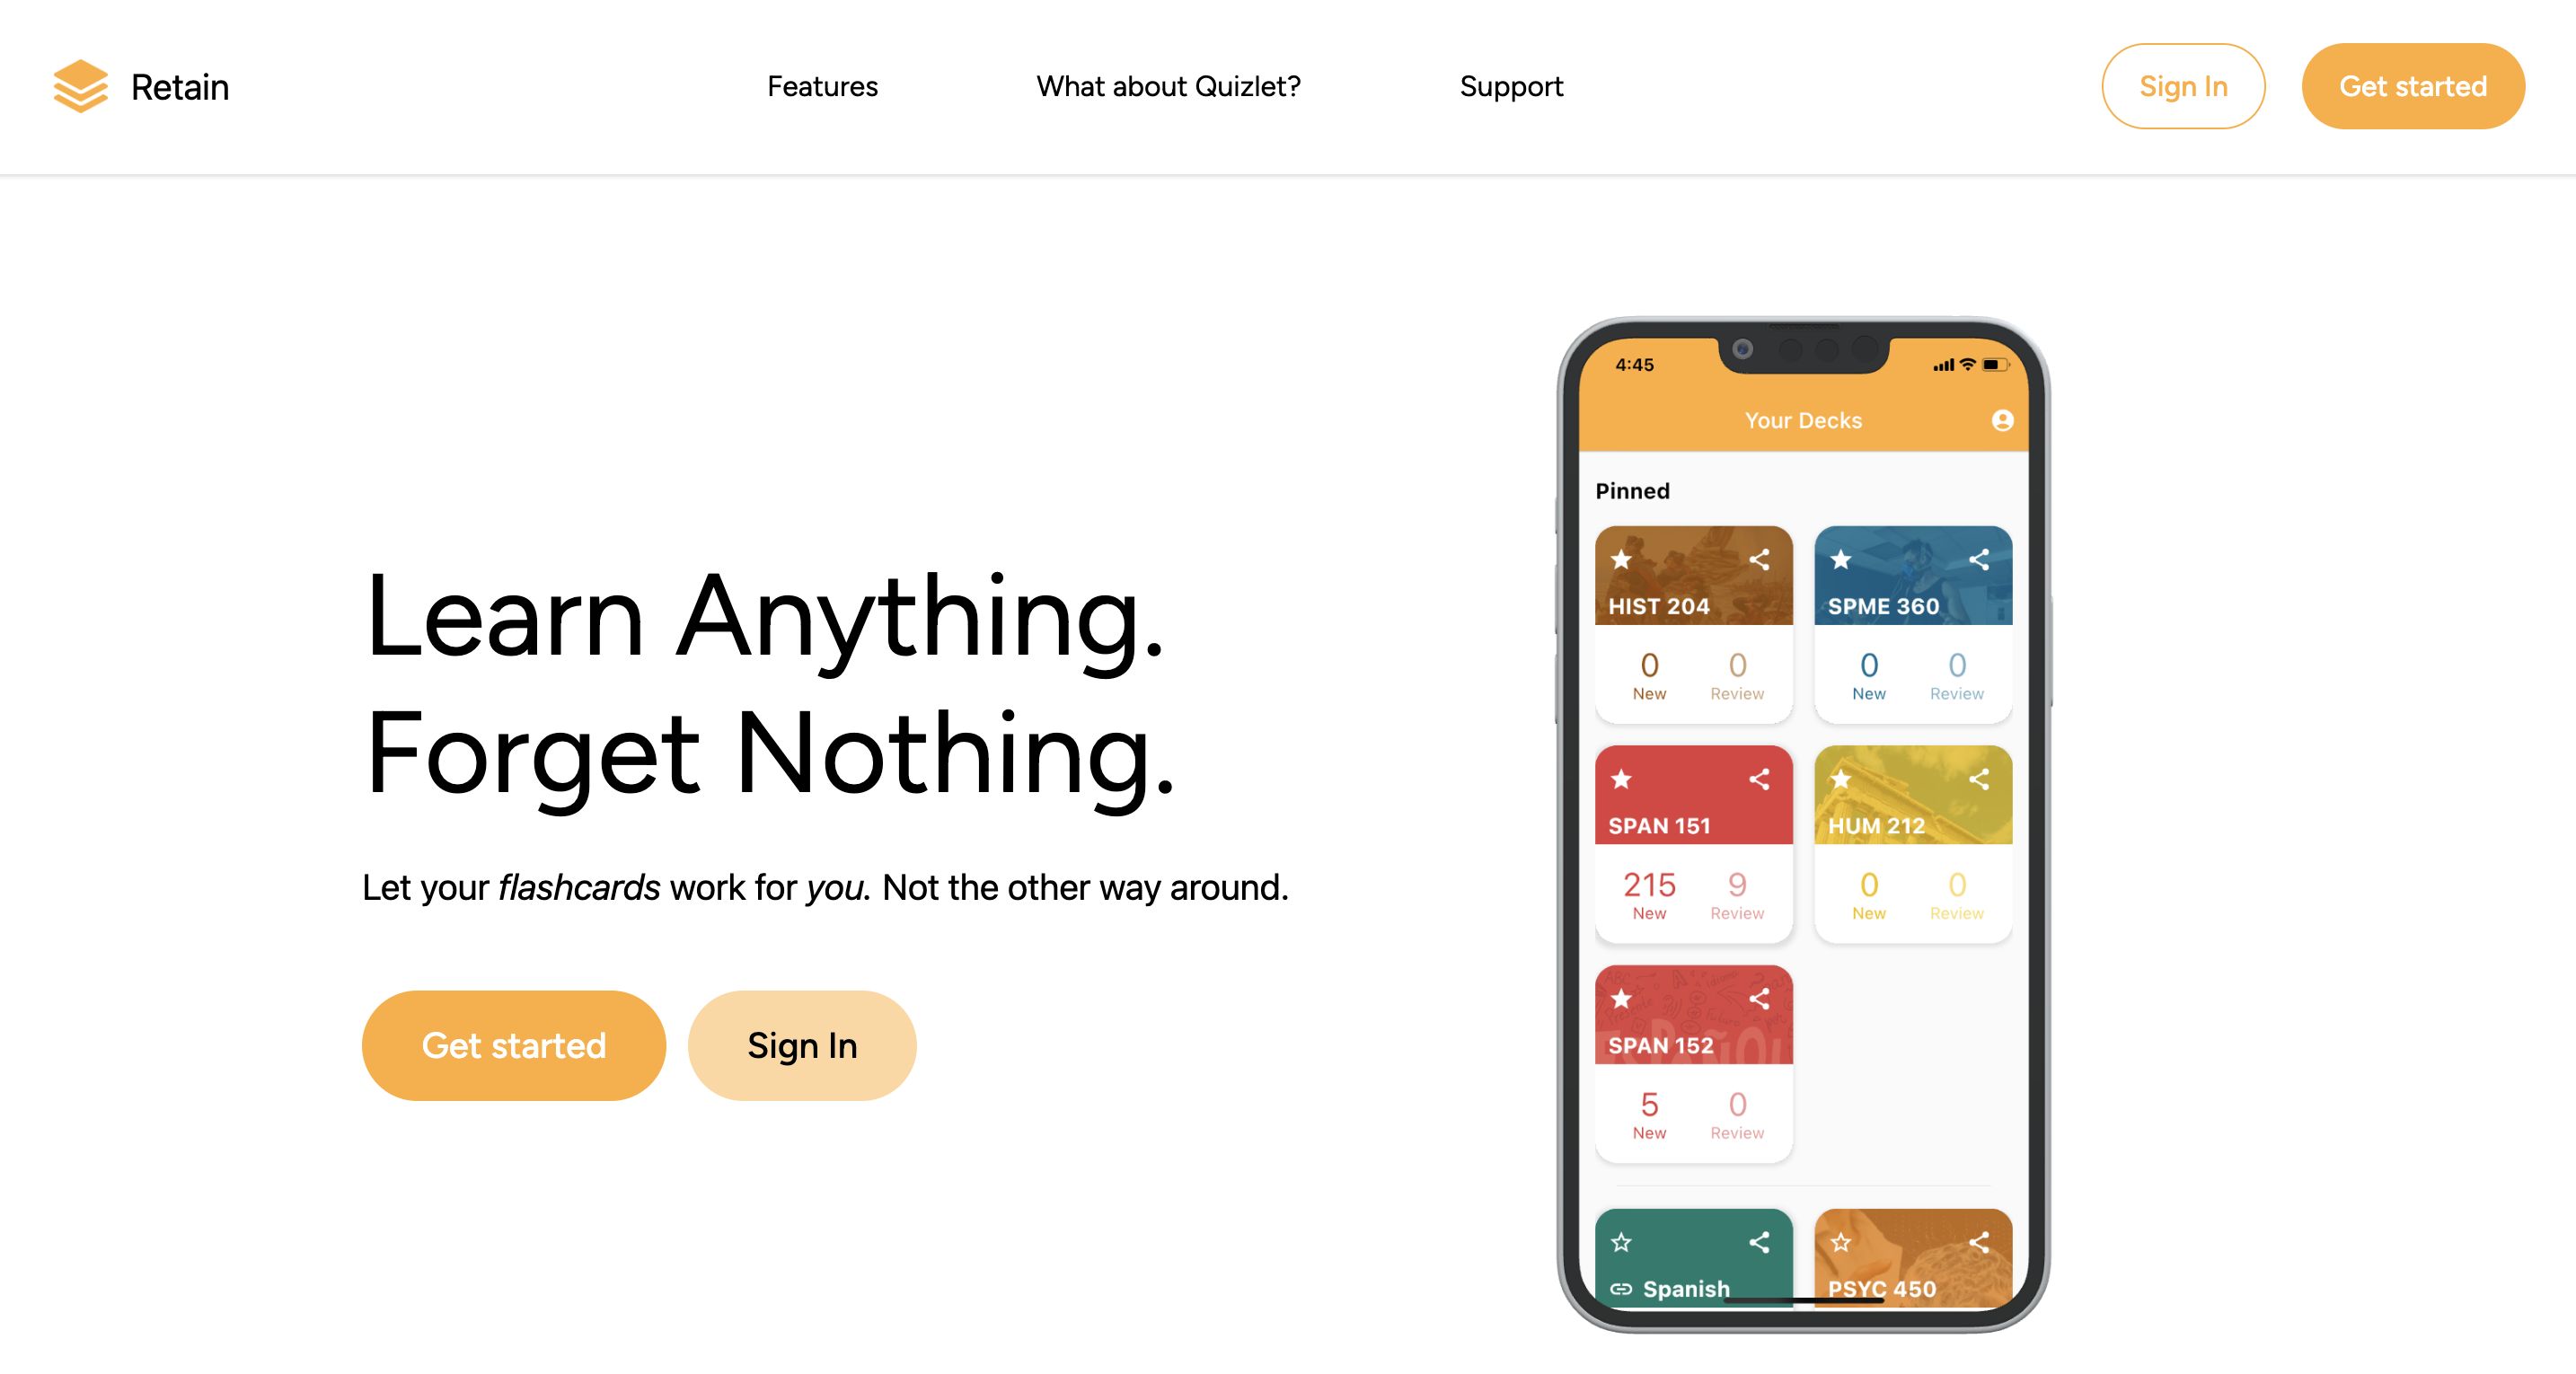 Retain
Features
What about Quizlet?
Support
Sign In
Get started
Learn Anything.
Forget Nothing.
Let your flashcards work for you. Not the other way around.
Get started
Sign In
4:45
Your Decks
Pinned
HIST 204
0 New
0 Review
SPME 360
0 New
0 Review
SPAN 151
215 New
9 Review
HUM 212
0 New
0 Review
ESPAÑOL
SPAN 152
5 New
0 Review
Spanish
PSYC 450